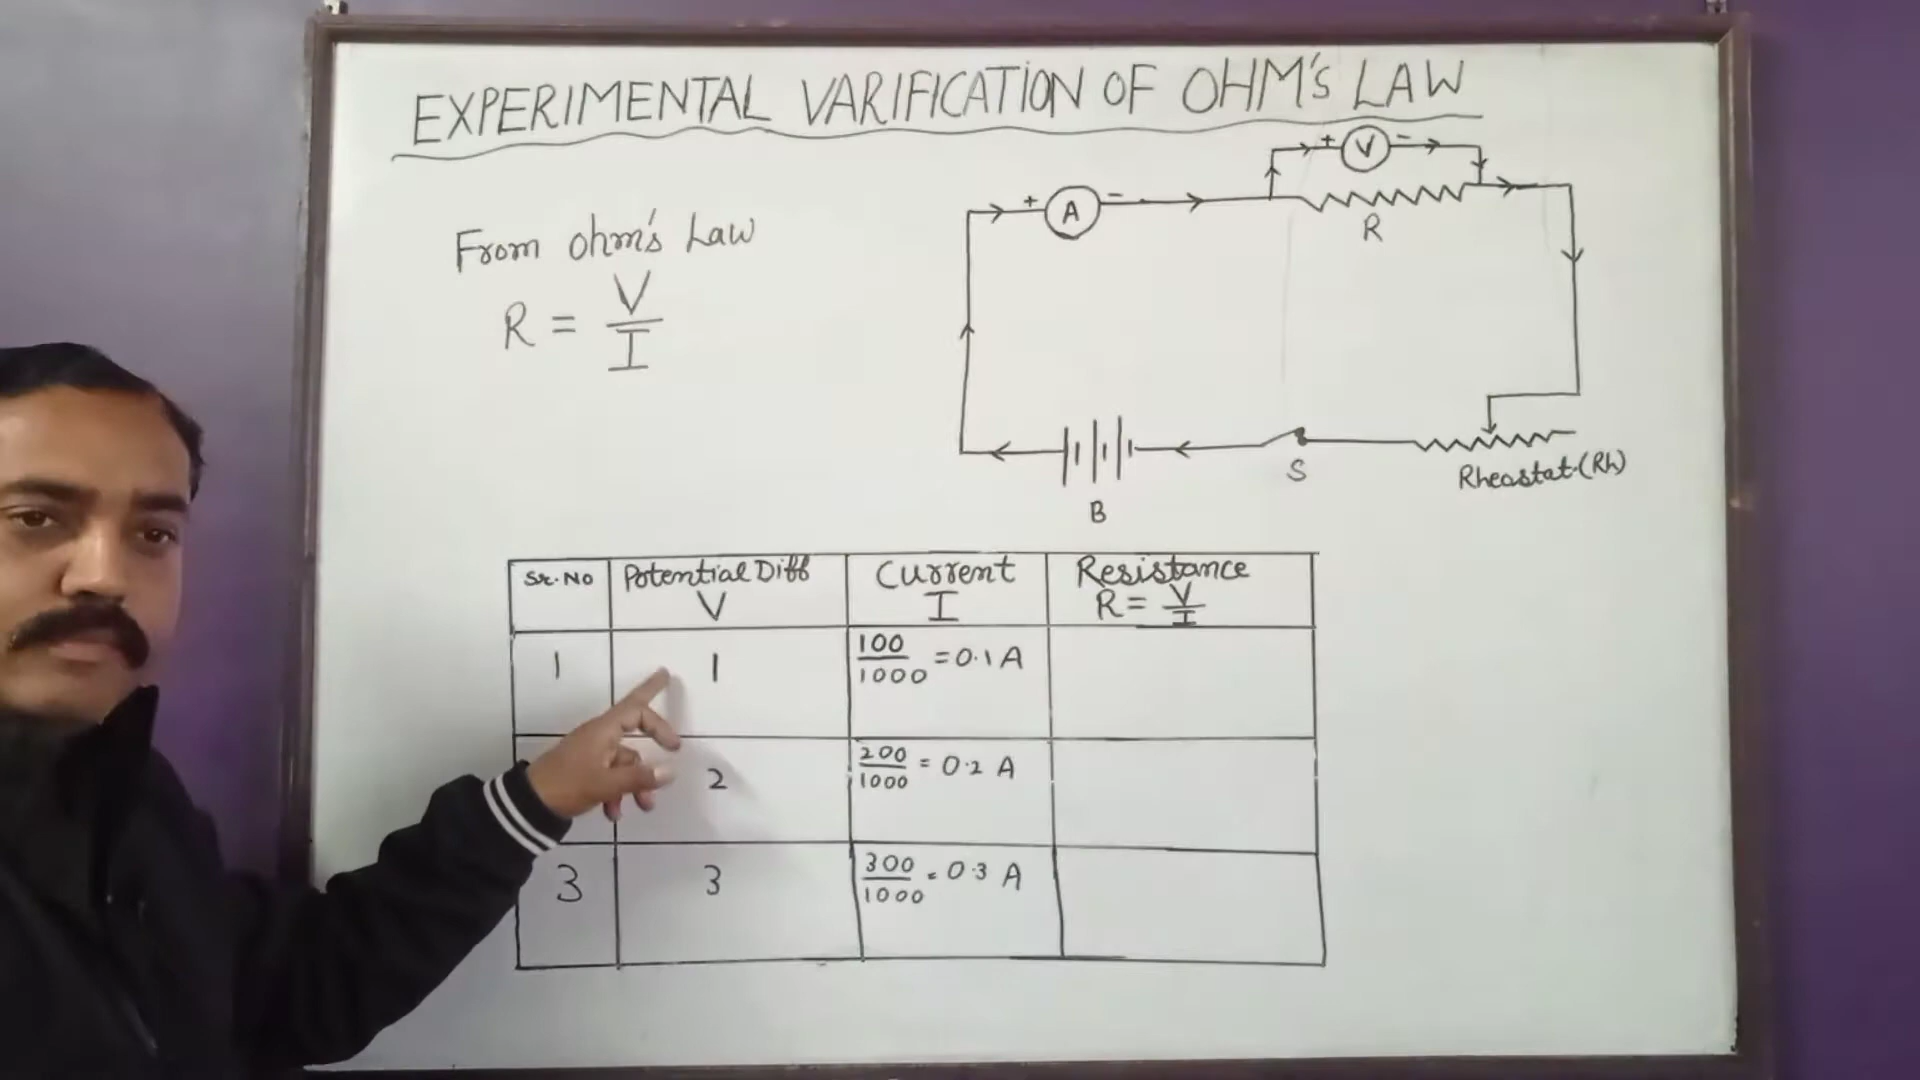 EXPERIMENTAL VARIFICATION OF OHM'S LAW
From ohm's Law
R = V/I
+ A -
+ V -
R
B
S
Rheostat.(Rh)
Sr.No Potential Diff V Current I Resistance R = V/I
1 1 100/1000 = 0.1 A
2 200/1000 = 0.2 A
3 3 300/1000 = 0.3 A